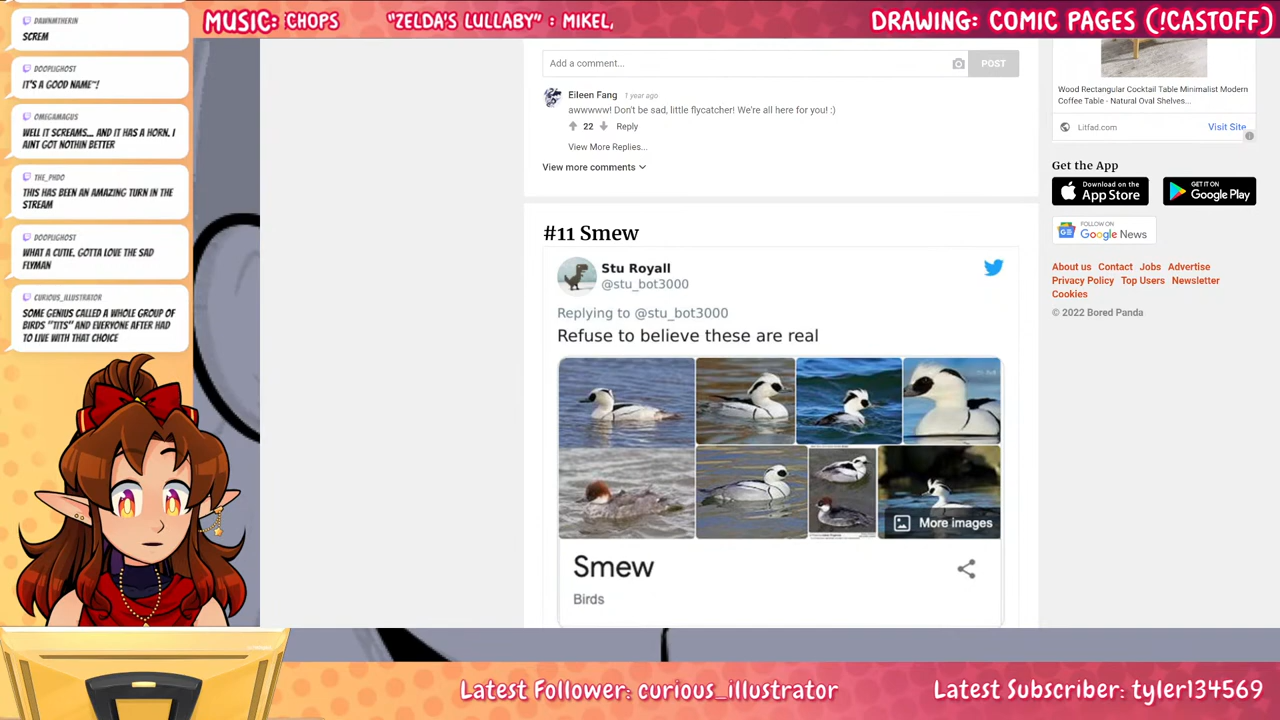 MUSIC: CHOPS "ZELDA'S LULLABY" : MIKEL,
DRAWING: COMIC PAGES (!CASTOFF)
DAWNMTHERIN
SCREM
DOOPLIGHOST
IT'S A GOOD NAME~!
OMEGAMAGUS
WELL IT SCREAMS... AND IT HAS A HORN. I
AINT GOT NOTHIN BETTER
THE_PHDO
THIS HAS BEEN AN AMAZING TURN IN THE
STREAM
DOOPLIGHOST
WHAT A CUTIE. GOTTA LOVE THE SAD
FLYMAN
CURIOUS_ILLUSTRATOR
SOME GENIUS CALLED A WHOLE GROUP OF
BIRDS "TITS" AND EVERYONE AFTER HAD
TO LIVE WITH THAT CHOICE
Add a comment...
POST
Eileen Fang 1 year ago
awwwww! Don't be sad, little flycatcher! We're all here for you! :)
22 Reply
View More Replies...
View more comments
#11 Smew
Stu Royall
@stu_bot3000
Replying to @stu_bot3000
Refuse to believe these are real
More images
Smew
Birds
Wood Rectangular Cocktail Table Minimalist Modern
Coffee Table · Natural Oval Shelves...
Litfad.com
Visit Site
Get the App
Download on the
App Store
GET IT ON
Google Play
FOLLOW ON
Google News
About us Contact Jobs Advertise
Privacy Policy Top Users Newsletter
Cookies
© 2022 Bored Panda
Latest Follower: curious_illustrator
Latest Subscriber: tyler134569